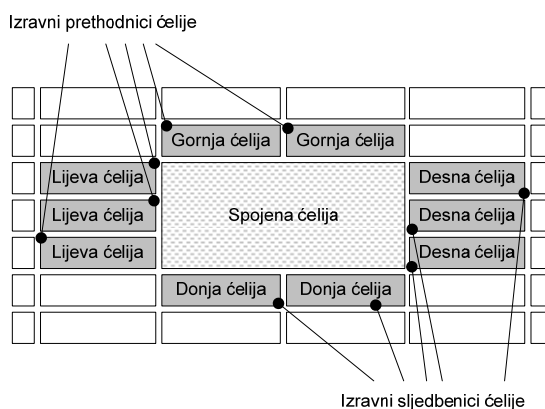 Izravni prethodnici ćelije
Gornja ćelija Gornja ćelija
Lijeva ćelija Desna ćelija
Lijeva ćelija Spojena ćelija Desna ćelija
Lijeva ćelija Desna ćelija
Donja ćelija Donja ćelija
Izravni sljedbenici ćelije